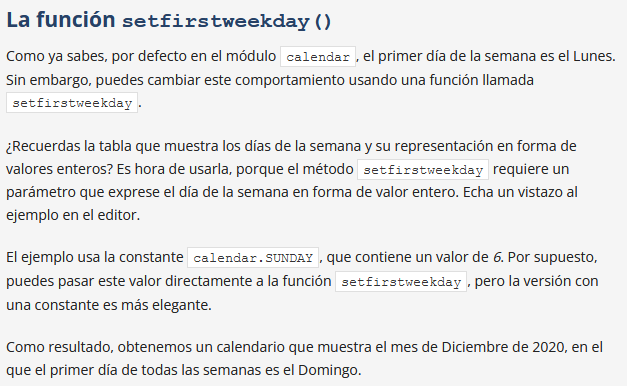 La función setfirstweekday()
Como ya sabes, por defecto en el módulo calendar, el primer día de la semana es el Lunes.
Sin embargo, puedes cambiar este comportamiento usando una función llamada
setfirstweekday.
¿Recuerdas la tabla que muestra los días de la semana y su representación en forma de
valores enteros? Es hora de usarla, porque el método setfirstweekday requiere un
parámetro que exprese el día de la semana en forma de valor entero. Echa un vistazo al
ejemplo en el editor.
El ejemplo usa la constante calendar.SUNDAY, que contiene un valor de 6. Por supuesto,
puedes pasar este valor directamente a la función setfirstweekday, pero la versión con
una constante es más elegante.
Como resultado, obtenemos un calendario que muestra el mes de Diciembre de 2020, en el
que el primer día de todas las semanas es el Domingo.